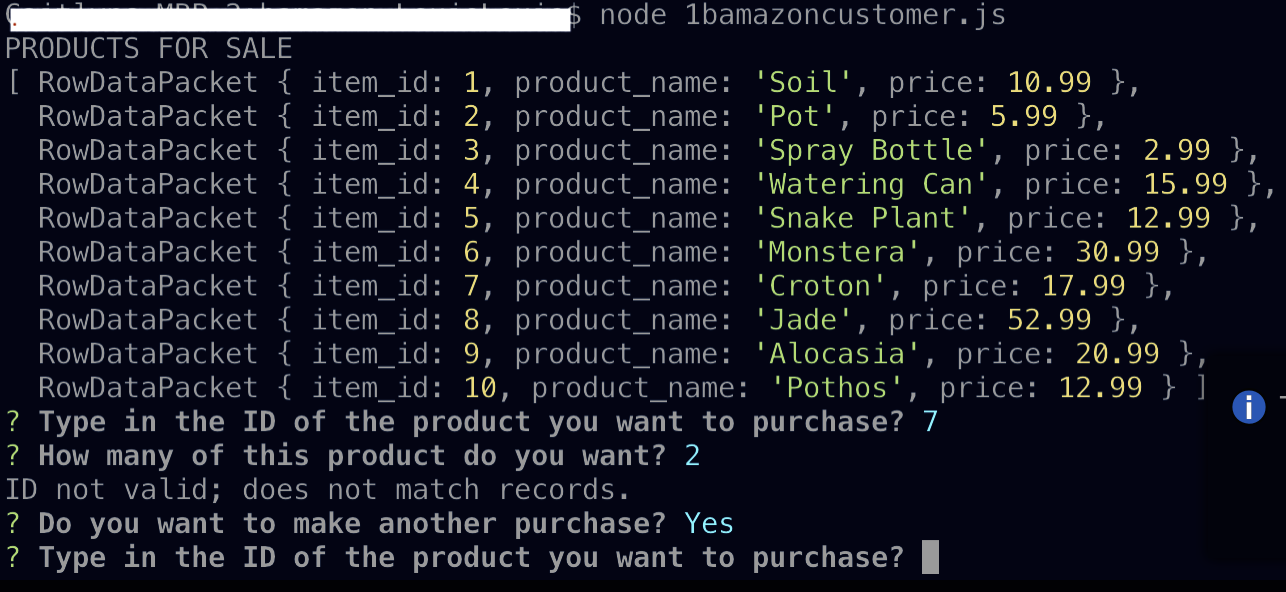 $ node 1bamazoncustomer.js
PRODUCTS FOR SALE
[ RowDataPacket { item_id: 1, product_name: 'Soil', price: 10.99 },
RowDataPacket { item_id: 2, product_name: 'Pot', price: 5.99 },
RowDataPacket { item_id: 3, product_name: 'Spray Bottle', price: 2.99 },
RowDataPacket { item_id: 4, product_name: 'Watering Can', price: 15.99 },
RowDataPacket { item_id: 5, product_name: 'Snake Plant', price: 12.99 },
RowDataPacket { item_id: 6, product_name: 'Monstera', price: 30.99 },
RowDataPacket { item_id: 7, product_name: 'Croton', price: 17.99 },
RowDataPacket { item_id: 8, product_name: 'Jade', price: 52.99 },
RowDataPacket { item_id: 9, product_name: 'Alocasia', price: 20.99 },
RowDataPacket { item_id: 10, product_name: 'Pothos', price: 12.99 } ]
? Type in the ID of the product you want to purchase? 7
? How many of this product do you want? 2
ID not valid; does not match records.
? Do you want to make another purchase? Yes
? Type in the ID of the product you want to purchase?